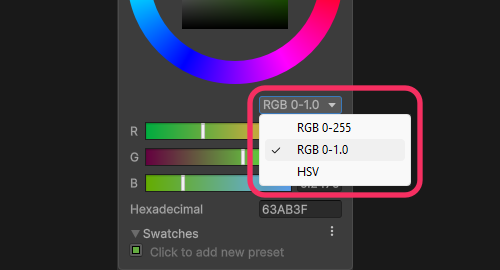 RGB 0-1.0
RGB 0-255
RGB 0-1.0
HSV
R
G
B
Hexadecimal 63AB3F
Swatches
Click to add new preset